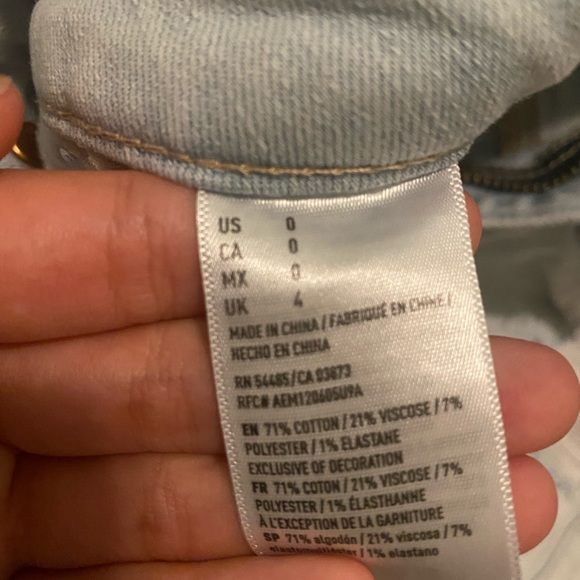 US 0
CA 0
MX 0
UK 4
MADE IN CHINA / FABRIQUÉ EN CHINE /
HECHO EN CHINA
RN 54485/CA 03673
RFC# AEM120605U9A
EN 71% COTTON / 21% VISCOSE / 7%
POLYESTER / 1% ELASTANE
EXCLUSIVE OF DECORATION
FR 71% COTON / 21% VISCOSE / 7%
POLYESTER / 1% ÉLASTHANNE
À L'EXCEPTION DE LA GARNITURE
SP 71% algodón / 21% viscosa / 7%
/ 1% elastano